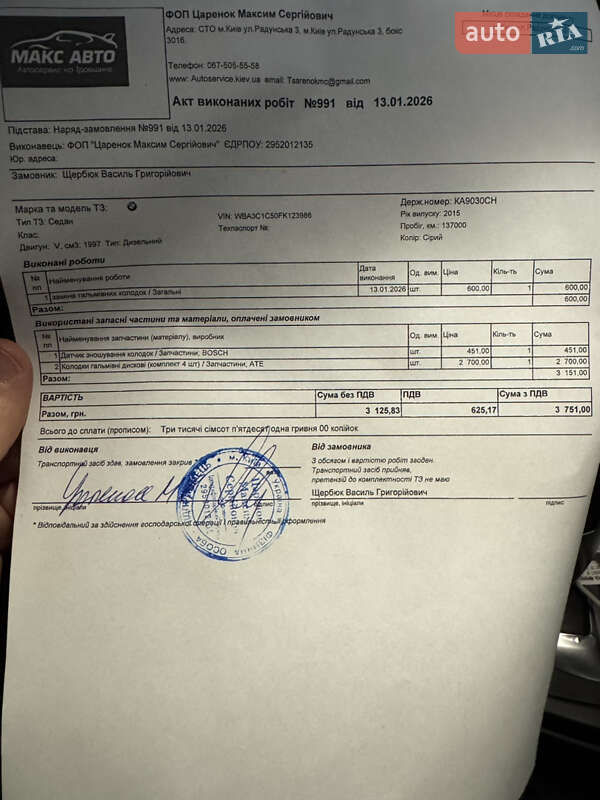 МАКС АВТО
Автосервис на Троещине
ФОП Царенок Максим Сергійович
Адреса: СТО м.Київ ул.Радунська 3, м.Київ ул.Радунська 3, бокс
3016.
Телефон: 067-506-55-58
www: Autoservice.kiev.ua email: Tsarenokmc@gmail.com
auto RIA.com
Акт виконаних робіт №991 від 13.01.2026
Підстава: Наряд-замовлення №991 від 13.01.2026
Виконавець: ФОП "Царенок Максим Сергійович" ЄДРПОУ: 2952012135
Юр. адреса:
Замовник: Щербюк Василь Григорійович
Марка та модель ТЗ:
Тип ТЗ: Седан
Клас:
Двигун: V, см3: 1997 Тип: Дизельний
VIN: WBA3C1C50FK123986
Техпаспорт №:
Держ.номер: КА9030СН
Рік випуску: 2015
Пробіг, км.: 137000
Колір: Сірий
Виконані роботи
№ пп Найменування роботи Дата виконання Од. вим. Ціна Кіль-ть Сума
1 заміна гальмівних колодок / Загальні 13.01.2026 шт. 600,00 1 600,00
Разом: 600,00
Використані запасні частини та матеріали, оплачені замовником
№ пп Найменування запчастини (матеріалу), виробник Од. вим. Ціна Кіль-ть Сума
1 Датчик зношування колодок / Запчастини; BOSCH шт. 451,00 1 451,00
2 Колодки гальмівні дискові (комплект 4 шт) / Запчастини; ATE шт. 2 700,00 1 2 700,00
Разом: 3 151,00
ВАРТІСТЬ Сума без ПДВ ПДВ Сума з ПДВ
Разом, грн. 3 125,83 625,17 3 751,00
Всього до сплати (прописом): Три тисячі сімсот п'ятдесят одна гривня 00 копійок
Від виконавця
Транспортний засіб здав, замовлення закрив
прізвище, ініціали
Від замовника
З обсягом і вартістю робіт згоден.
Транспортний засіб прийняв,
претензій до комплектності ТЗ не маю
Щербюк Василь Григорійович
прізвище, ініціали підпис
* Відповідальний за здійснення господарської операції і правильність її оформлення